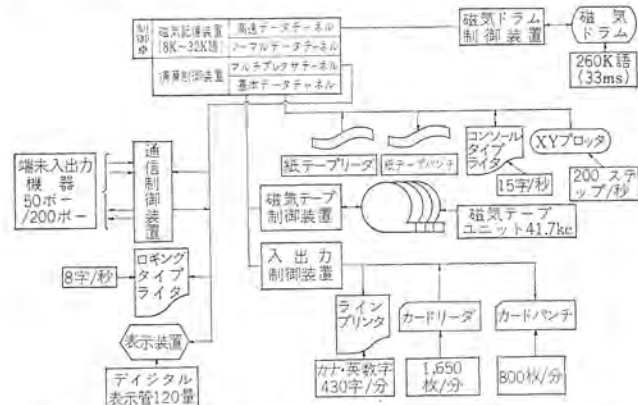 制御卓
磁気記憶装置
(8K〜32K語)
演算制御装置
高速データチャネル
ノーマルデータチャネル
マルチプレクサチャネル
基本データチャネル
磁気ドラム
制御装置
磁気
ドラム
260K語
(33ms)
紙テープリーダ
紙テープパンチ
コンソール
タイプ
ライタ
XYプロッタ
15字/秒
200 ステ
ップ/秒
端末入出力
機器
50ボー
/200ボー
通信制御装置
磁気テープ
制御装置
磁気テープ
ユニット41.7kc
8字/秒
ロギング
タイプ
ライタ
入出力
制御装置
ライン
プリンタ
カードリーダ
カードパンチ
表示装置
ディジタル
表示管120量
カナ・英数字
430字/分
1,650
枚/分
800枚/分